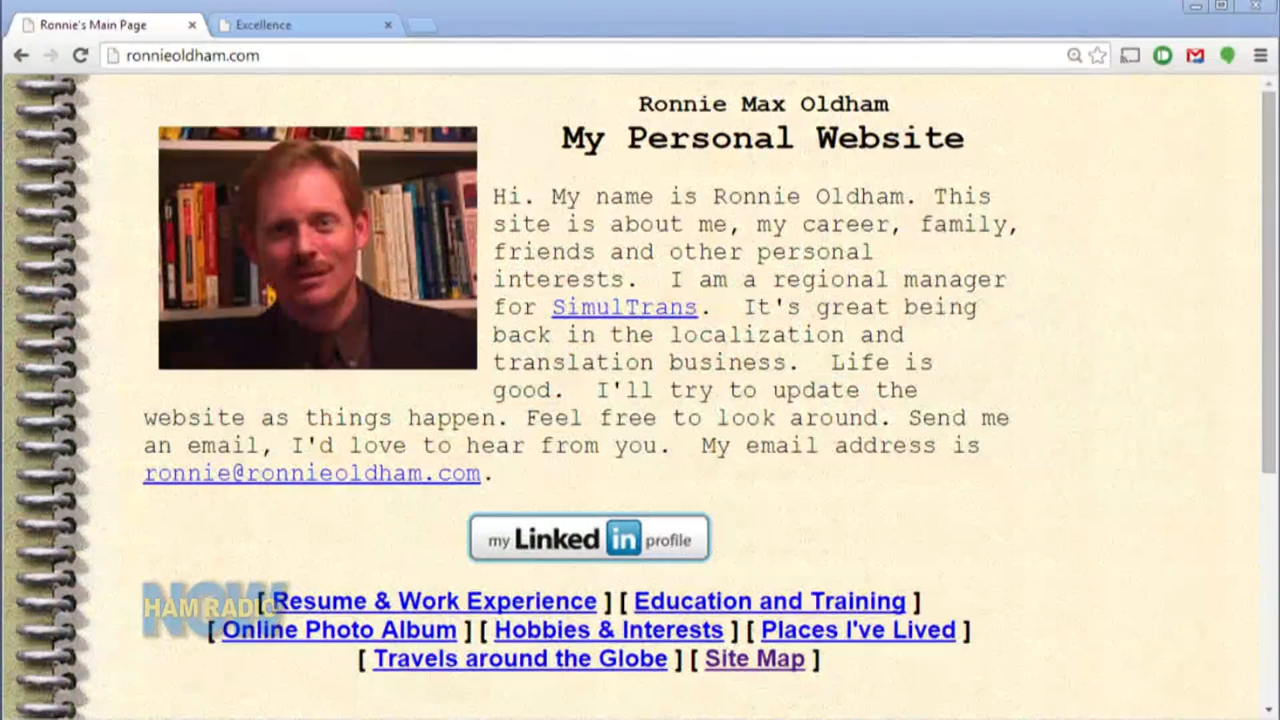 Ronnie's Main Page
Excellence
ronnieoldham.com
Ronnie Max Oldham
My Personal Website
Hi. My name is Ronnie Oldham. This
site is about me, my career, family,
friends and other personal
interests. I am a regional manager
for SimulTrans. It's great being
back in the localization and
translation business. Life is
good. I'll try to update the
website as things happen. Feel free to look around. Send me
an email, I'd love to hear from you. My email address is
ronnie@ronnieoldham.com.
my Linked in profile
NOW
HAM RADIO
[ Resume & Work Experience ] [ Education and Training ]
[ Online Photo Album ] [ Hobbies & Interests ] [ Places I've Lived ]
[ Travels around the Globe ] [ Site Map ]